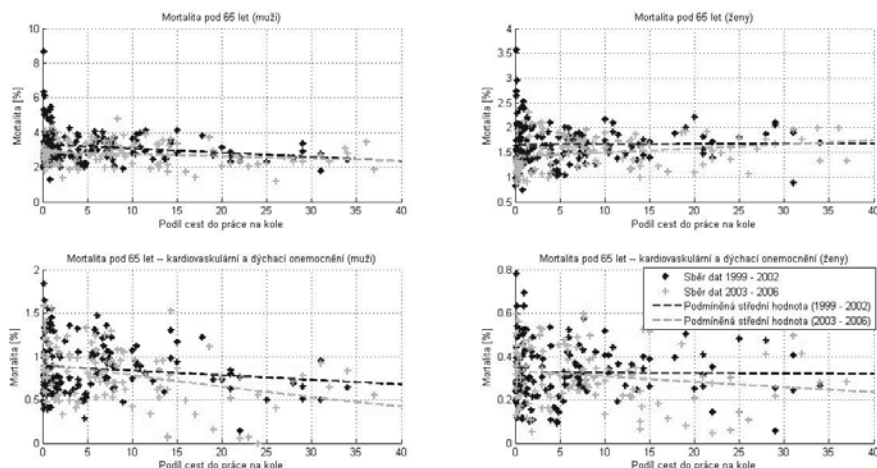 Mortalita pod 65 let (muži)
10
8
6
4
2
0
Mortalita [%]
0 5 10 15 20 25 30 35 40
Podíl cest do práce na kole
Mortalita pod 65 let (ženy)
4
3.5
3
2.5
2
1.5
1
0.5
Mortalita [%]
0 5 10 15 20 25 30 35 40
Podíl cest do práce na kole
Mortalita pod 65 let -- kardiovaskulární a dýchací onemocnění (muži)
2
1.5
1
0.5
0
Mortalita [%]
0 5 10 15 20 25 30 35 40
Podíl cest do práce na kole
Mortalita pod 65 let -- kardiovaskulární a dýchací onemocnění (ženy)
0.8
0.6
0.4
0.2
0
Mortalita [%]
Sběr dat 1999 - 2002
Sběr dat 2003 - 2006
Podmíněná střední hodnota (1999 - 2002)
Podmíněná střední hodnota (2003 - 2006)
0 5 10 15 20 25 30 35 40
Podíl cest do práce na kole